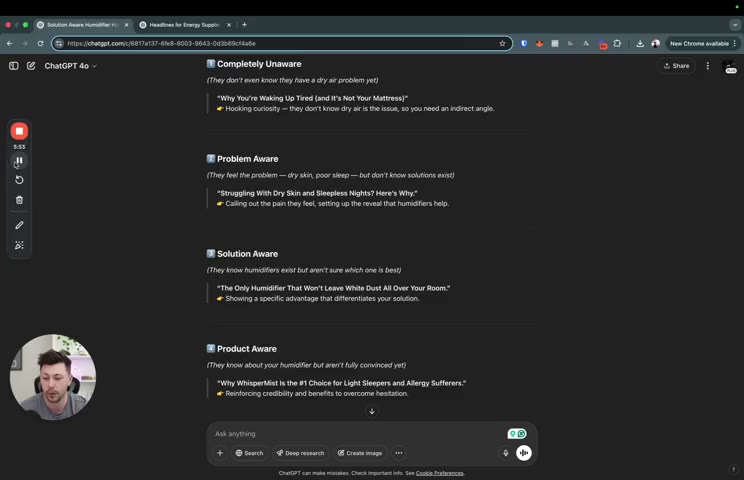 Solution Aware Humidifier H
Headlines for Energy Supple
https://chatgpt.com/c/6817a137-6fe8-8003-9643-0d3b69cf4a6e
New Chrome available
ChatGPT 4o
Share
PLUS
1 Completely Unaware
(They don't even know they have a dry air problem yet)
"Why You're Waking Up Tired (and It's Not Your Mattress)"
👉 Hooking curiosity — they don't know dry air is the issue, so you need an indirect angle.
5:53
2 Problem Aware
(They feel the problem — dry skin, poor sleep — but don't know solutions exist)
"Struggling With Dry Skin and Sleepless Nights? Here's Why."
👉 Calling out the pain they feel, setting up the reveal that humidifiers help.
3 Solution Aware
(They know humidifiers exist but aren't sure which one is best)
"The Only Humidifier That Won't Leave White Dust All Over Your Room."
👉 Showing a specific advantage that differentiates your solution.
4 Product Aware
(They know about your humidifier but aren't fully convinced yet)
"Why WhisperMist Is the #1 Choice for Light Sleepers and Allergy Sufferers."
👉 Reinforcing credibility and benefits to overcome hesitation.
Ask anything
Search
Deep research
Create image
ChatGPT can make mistakes. Check important info. See Cookie Preferences.
?